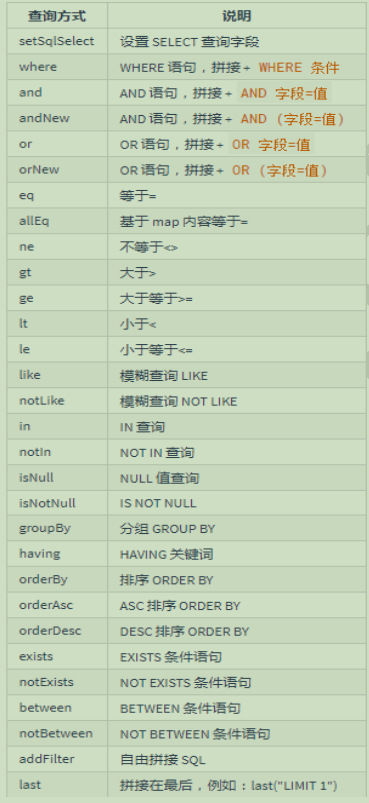 查询方式 说明
setSqlSelect 设置 SELECT 查询字段
where WHERE 语句，拼接+ WHERE 条件
and AND 语句，拼接+ AND 字段=值
andNew AND 语句，拼接+ AND (字段=值)
or OR 语句，拼接+ OR 字段=值
orNew OR 语句，拼接+ OR (字段=值)
eq 等于=
allEq 基于 map 内容等于=
ne 不等于<>
gt 大于>
ge 大于等于>=
lt 小于<
le 小于等于<=
like 模糊查询 LIKE
notLike 模糊查询 NOT LIKE
in IN 查询
notIn NOT IN 查询
isNull NULL 值查询
isNotNull IS NOT NULL
groupBy 分组 GROUP BY
having HAVING 关键词
orderBy 排序 ORDER BY
orderAsc ASC 排序 ORDER BY
orderDesc DESC 排序 ORDER BY
exists EXISTS 条件语句
notExists NOT EXISTS 条件语句
between BETWEEN 条件语句
notBetween NOT BETWEEN 条件语句
addFilter 自由拼接 SQL
last 拼接在最后，例如：last("LIMIT 1")